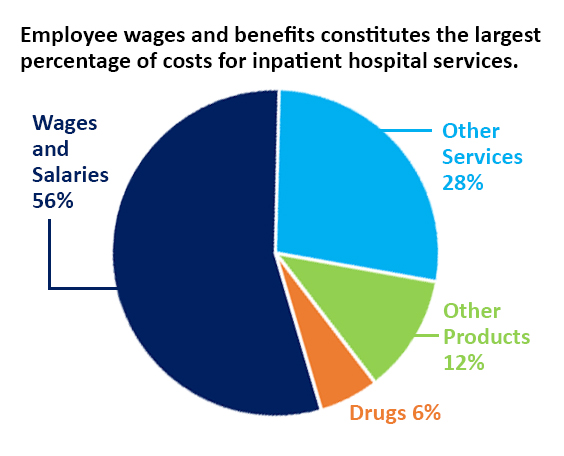 Employee wages and benefits constitutes the largest
percentage of costs for inpatient hospital services.
Wages
and
Salaries
56%
Other
Services
28%
Other
Products
12%
Drugs 6%